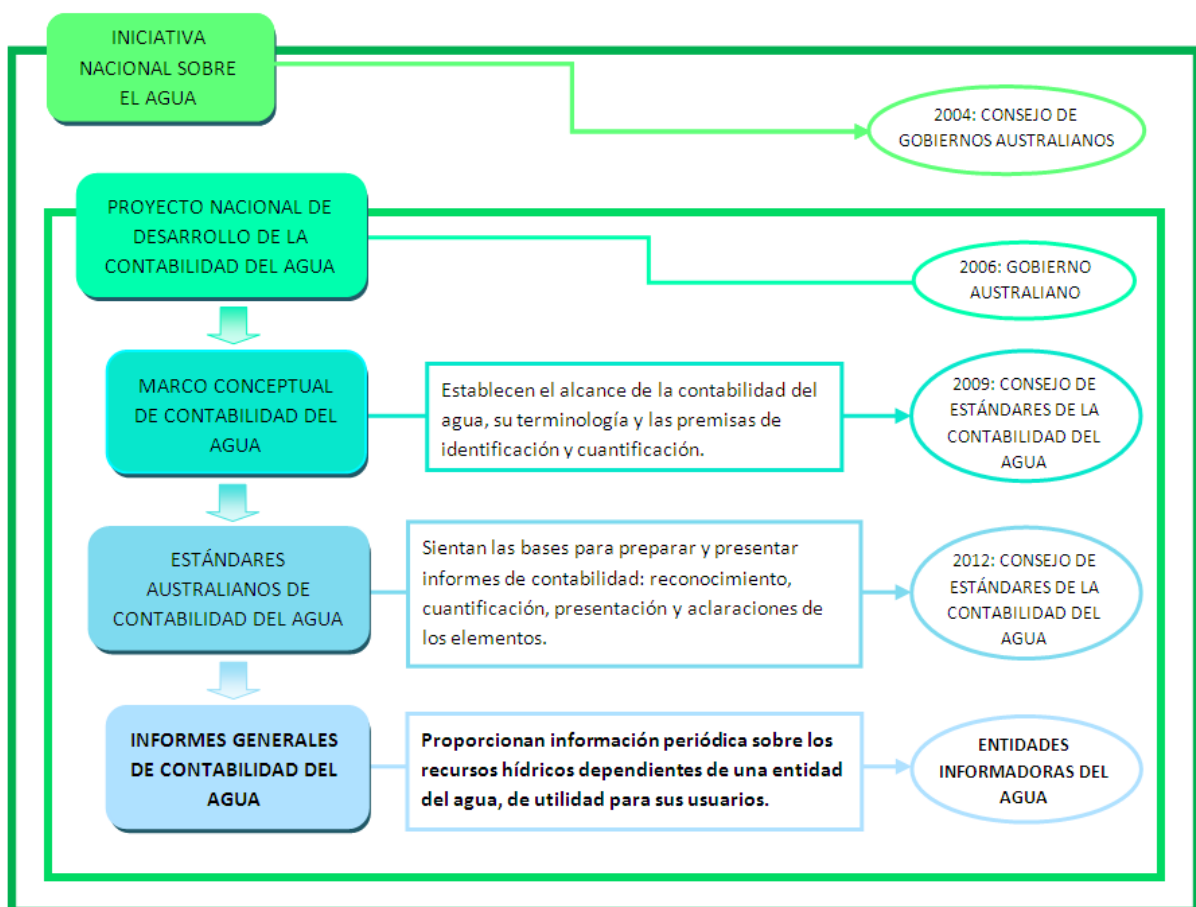 INICIATIVA
NACIONAL SOBRE
EL AGUA
2004: CONSEJO DE
GOBIERNOS AUSTRALIANOS
PROYECTO NACIONAL DE
DESARROLLO DE LA
CONTABILIDAD DEL AGUA
2006: GOBIERNO
AUSTRALIANO
MARCO CONCEPTUAL
DE CONTABILIDAD DEL
AGUA
Establecen el alcance de la contabilidad del
agua, su terminología y las premisas de
identificación y cuantificación.
2009: CONSEJO DE
ESTÁNDARES DE LA
CONTABILIDAD DEL
AGUA
ESTÁNDARES
AUSTRALIANOS DE
CONTABILIDAD DEL AGUA
Sientan las bases para preparar y presentar
informes de contabilidad: reconocimiento,
cuantificación, presentación y aclaraciones de
los elementos.
2012: CONSEJO DE
ESTÁNDARES DE LA
CONTABILIDAD DEL
AGUA
INFORMES GENERALES
DE CONTABILIDAD DEL
AGUA
Proporcionan información periódica sobre los
recursos hídricos dependientes de una entidad
del agua, de utilidad para sus usuarios.
ENTIDADES
INFORMADORAS DEL
AGUA